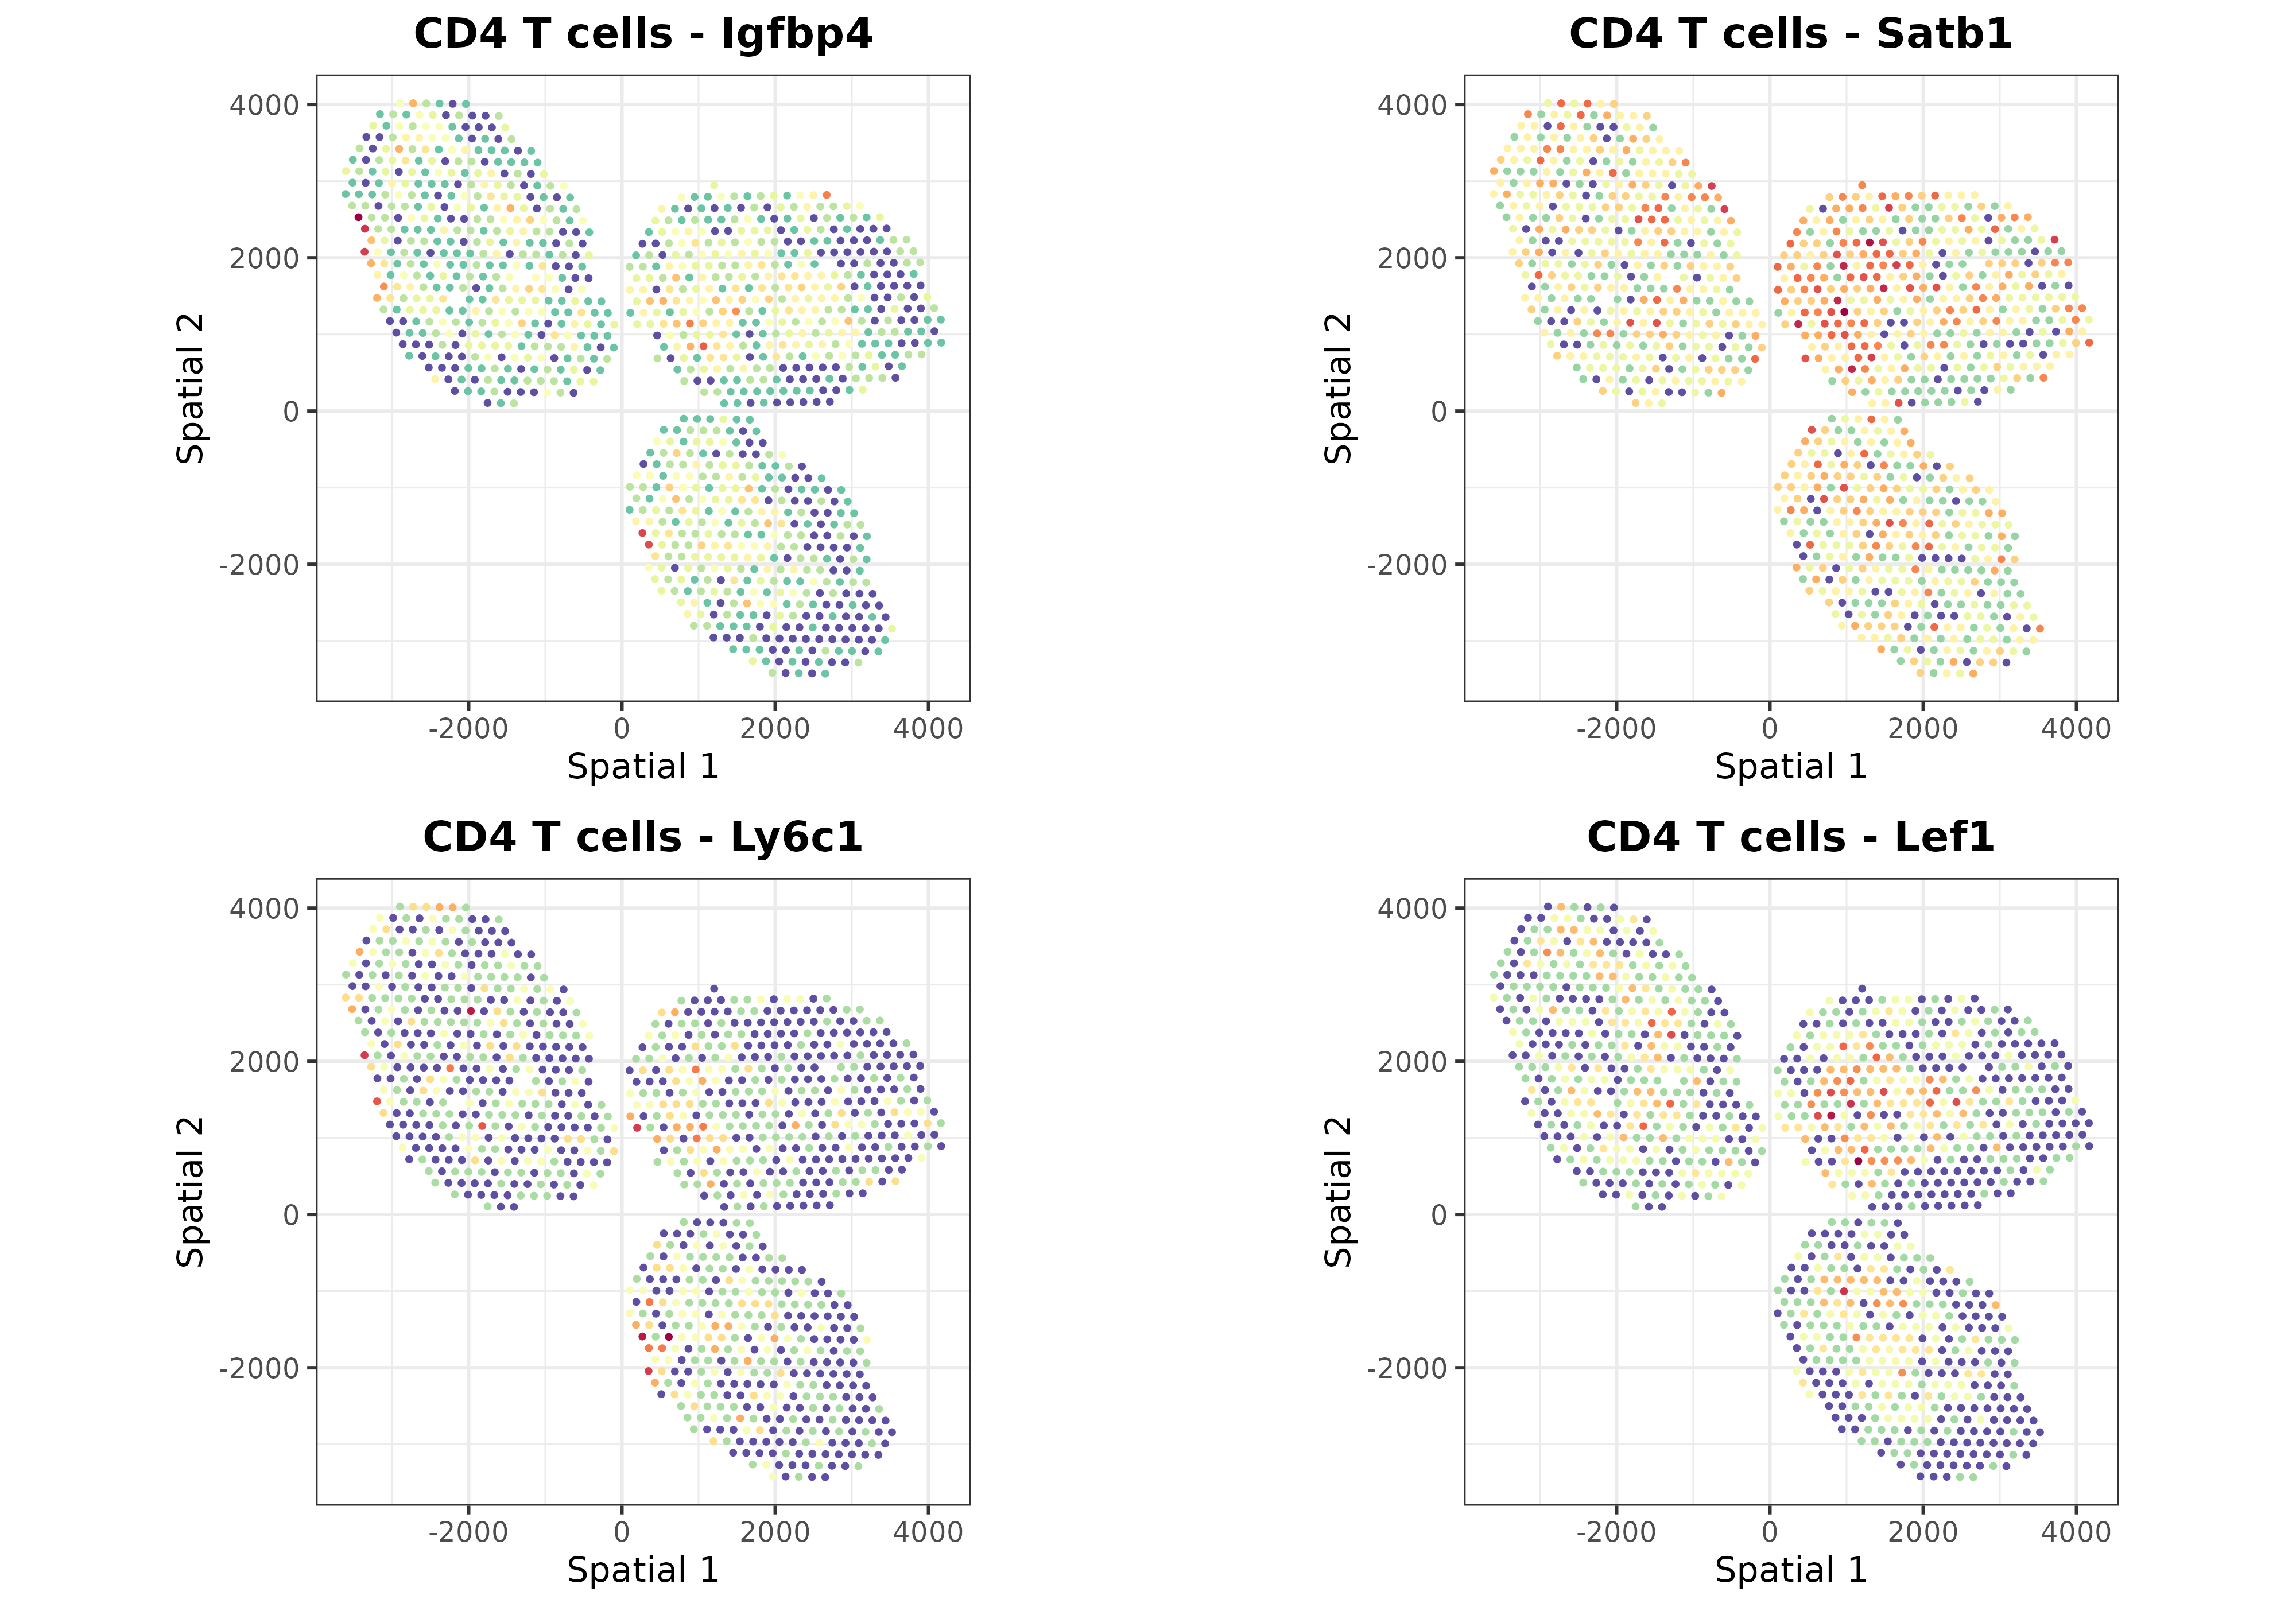 CD4 T cells - Igfbp4
4000
2000
0
-2000
Spatial 2
-2000 0 2000 4000
Spatial 1
CD4 T cells - Satb1
4000
2000
0
-2000
Spatial 2
-2000 0 2000 4000
Spatial 1
CD4 T cells - Ly6c1
4000
2000
0
-2000
Spatial 2
-2000 0 2000 4000
Spatial 1
CD4 T cells - Lef1
4000
2000
0
-2000
Spatial 2
-2000 0 2000 4000
Spatial 1